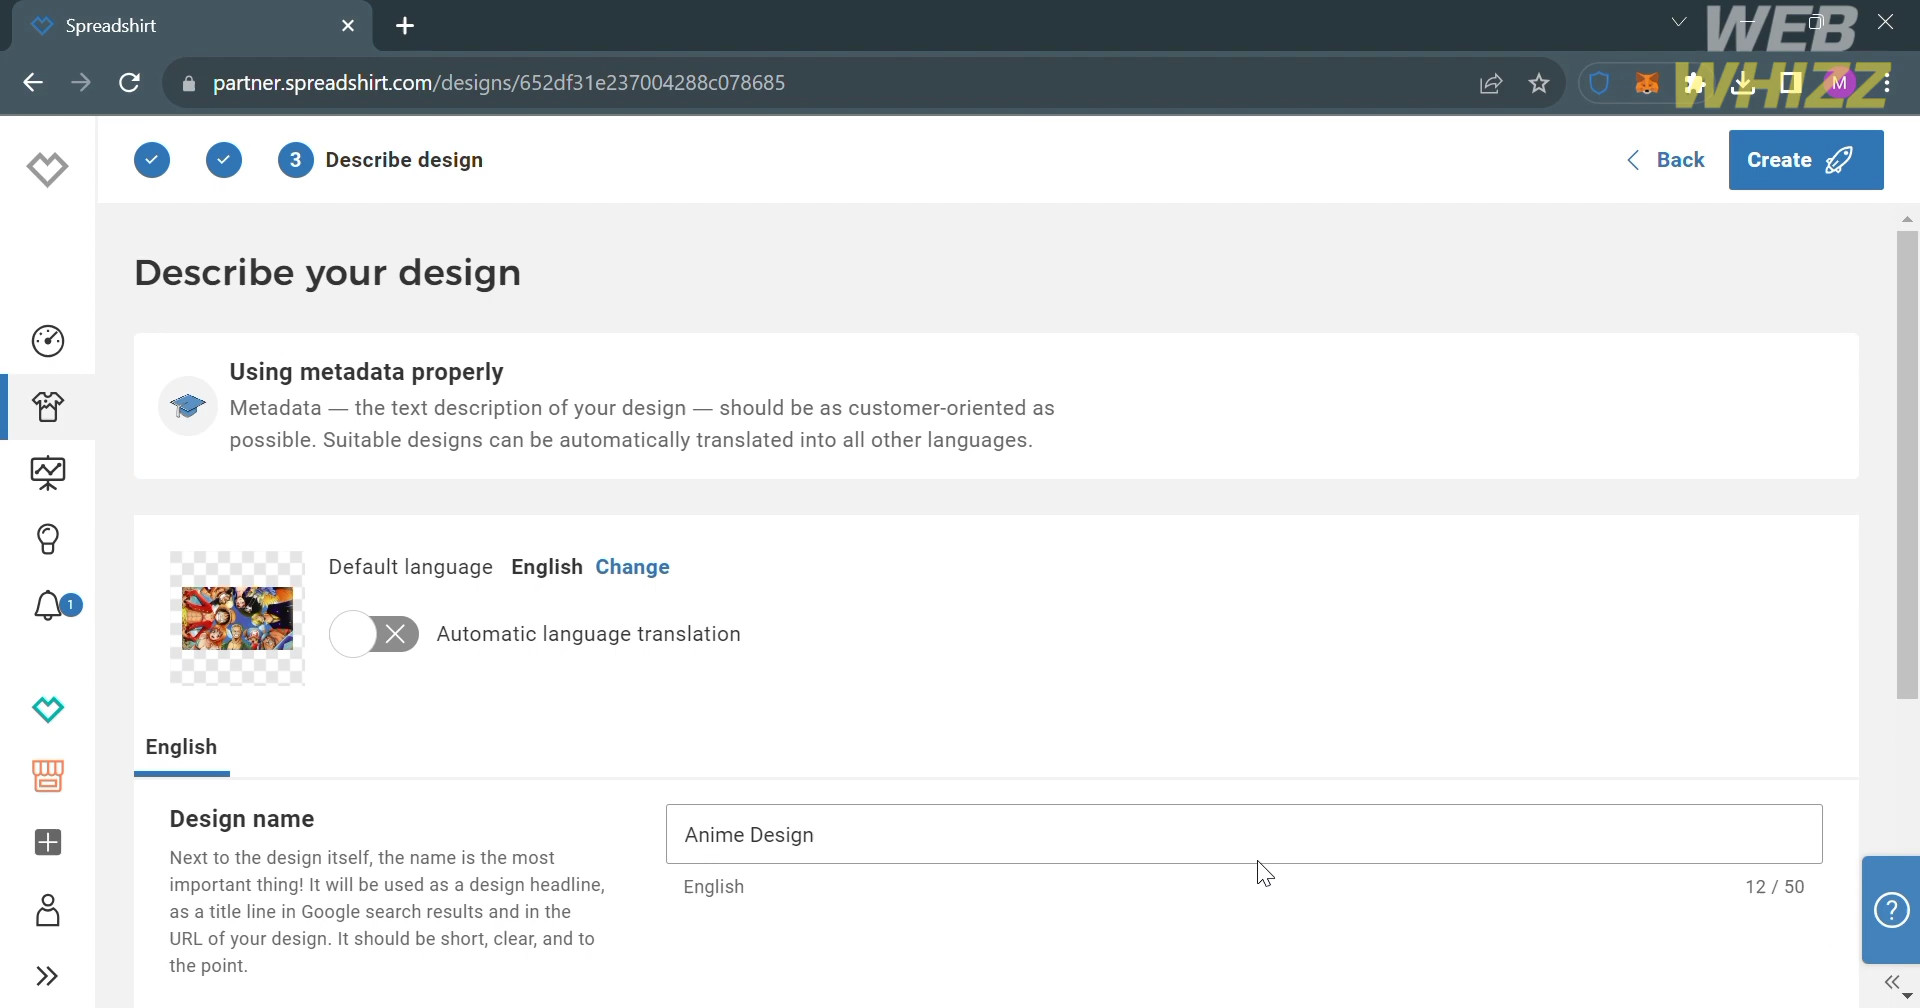 Spreadshirt
WEB
WHIZZ
partner.spreadshirt.com/designs/652df31e237004288c078685
M
3 Describe design
Back
Create
Describe your design
Using metadata properly
Metadata — the text description of your design — should be as customer-oriented as
possible. Suitable designs can be automatically translated into all other languages.
Default language English Change
Automatic language translation
1
English
Design name
Next to the design itself, the name is the most
important thing! It will be used as a design headline,
as a title line in Google search results and in the
URL of your design. It should be short, clear, and to
the point.
Anime Design
English
12 / 50
?